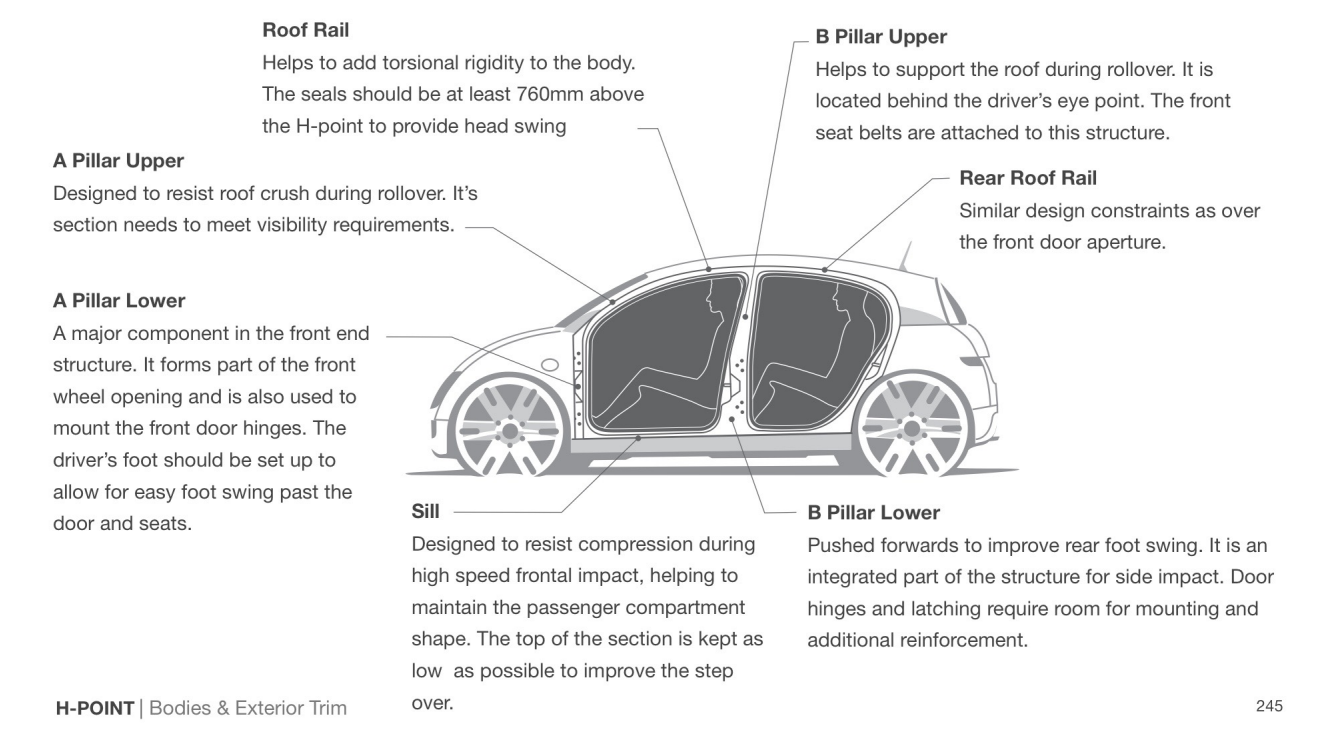 Roof Rail
Helps to add torsional rigidity to the body.
The seals should be at least 760mm above
the H-point to provide head swing
B Pillar Upper
Helps to support the roof during rollover. It is
located behind the driver’s eye point. The front
seat belts are attached to this structure.
A Pillar Upper
Designed to resist roof crush during rollover. It’s
section needs to meet visibility requirements.
Rear Roof Rail
Similar design constraints as over
the front door aperture.
A Pillar Lower
A major component in the front end
structure. It forms part of the front
wheel opening and is also used to
mount the front door hinges. The
driver’s foot should be set up to
allow for easy foot swing past the
door and seats.
Sill
Designed to resist compression during
high speed frontal impact, helping to
maintain the passenger compartment
shape. The top of the section is kept as
low  as possible to improve the step
over.
B Pillar Lower
Pushed forwards to improve rear foot swing. It is an
integrated part of the structure for side impact. Door
hinges and latching require room for mounting and
additional reinforcement.
H-POINT | Bodies & Exterior Trim
245